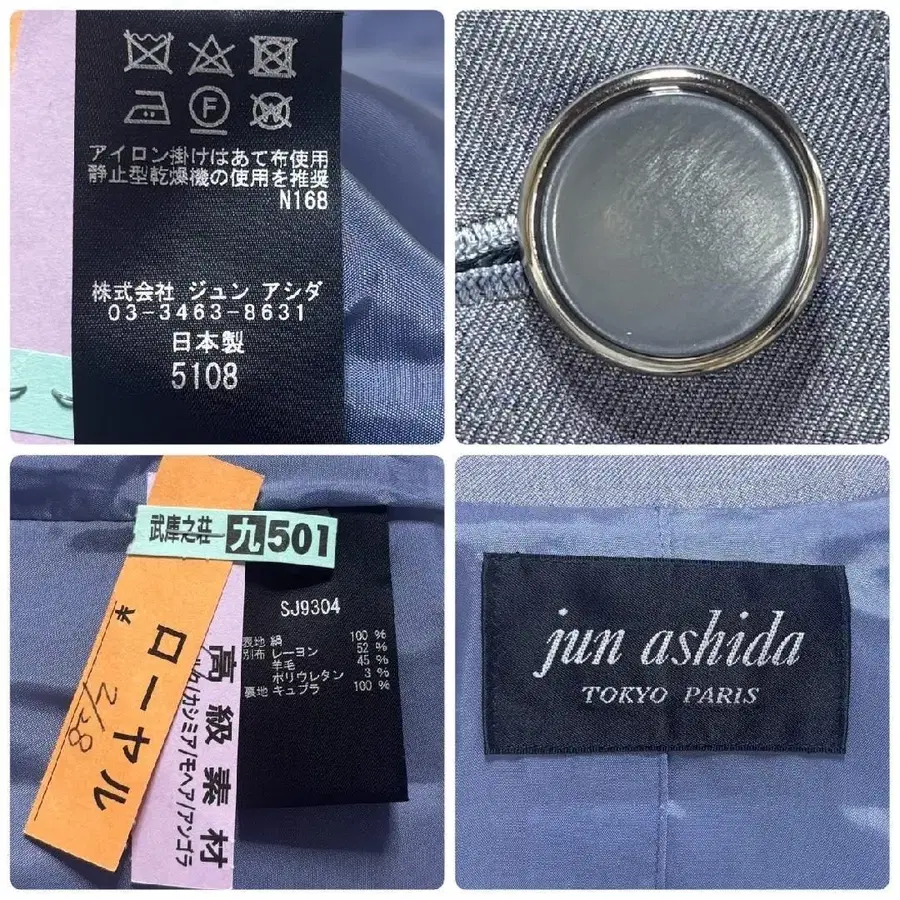 F
W
アイロン掛けはあて布使用
静止型乾燥機の使用を推奨
N168
株式会社 ジュン アシダ
03-3463-8631
日本製
5108
武庫之荘 九501
*ローヤル
2/28
高級素材
/カシミア/モヘア/アンゴラ
SJ9304
表地 絹 100 %
別布 レーヨン 52 %
羊毛 45 %
ポリウレタン 3 %
裏地 キュプラ 100 %
jun ashida
TOKYO PARIS